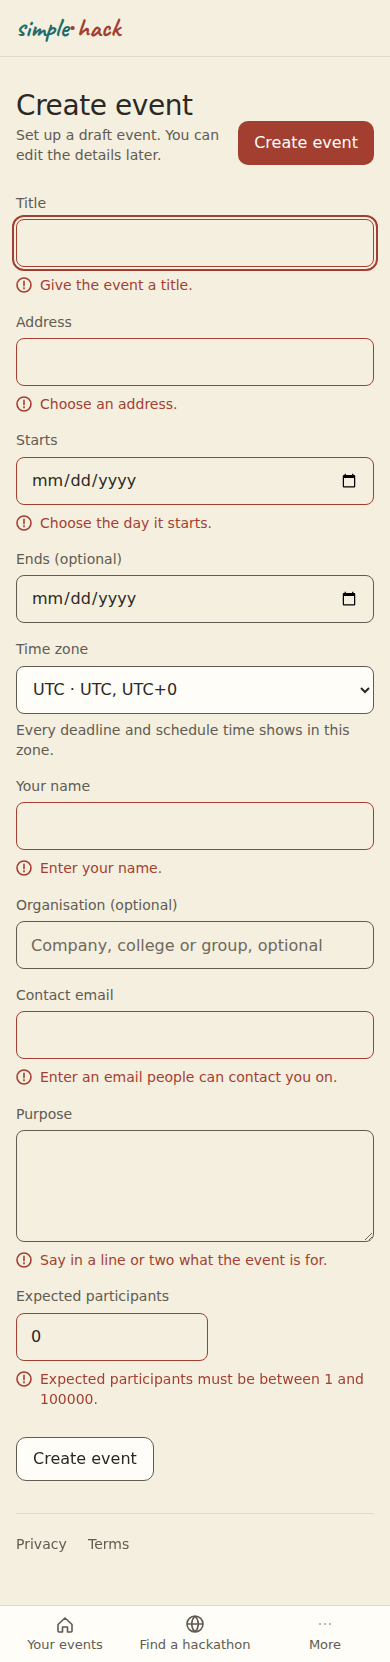 simple hack
Create event
Set up a draft event. You can
edit the details later.
Create event
Title
Give the event a title.
Address
Choose an address.
Starts
mm/dd/yyyy
Choose the day it starts.
Ends (optional)
mm/dd/yyyy
Time zone
UTC · UTC, UTC+0
Every deadline and schedule time shows in this
zone.
Your name
Enter your name.
Organisation (optional)
Company, college or group, optional
Contact email
Enter an email people can contact you on.
Purpose
Say in a line or two what the event is for.
Expected participants
0
Expected participants must be between 1 and
100000.
Create event
Privacy Terms
Your events Find a hackathon More